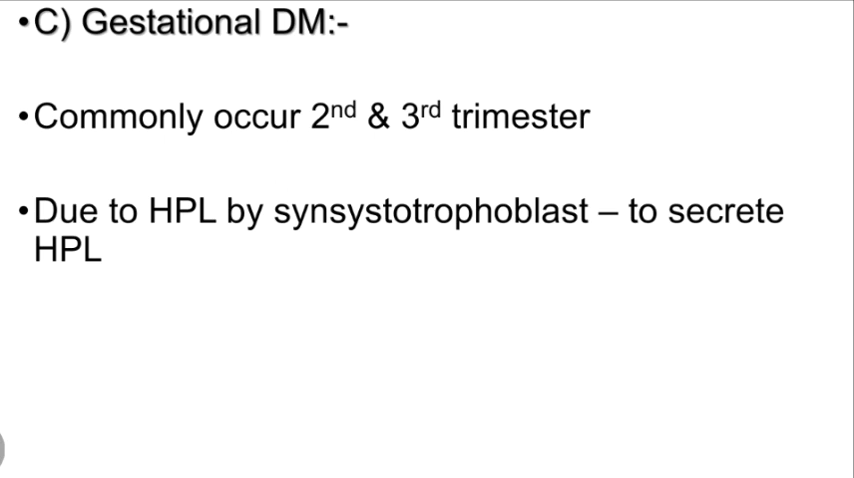 •C) Gestational DM:-
•Commonly occur 2nd & 3rd trimester
•Due to HPL by synsystotrophoblast – to secrete
HPL